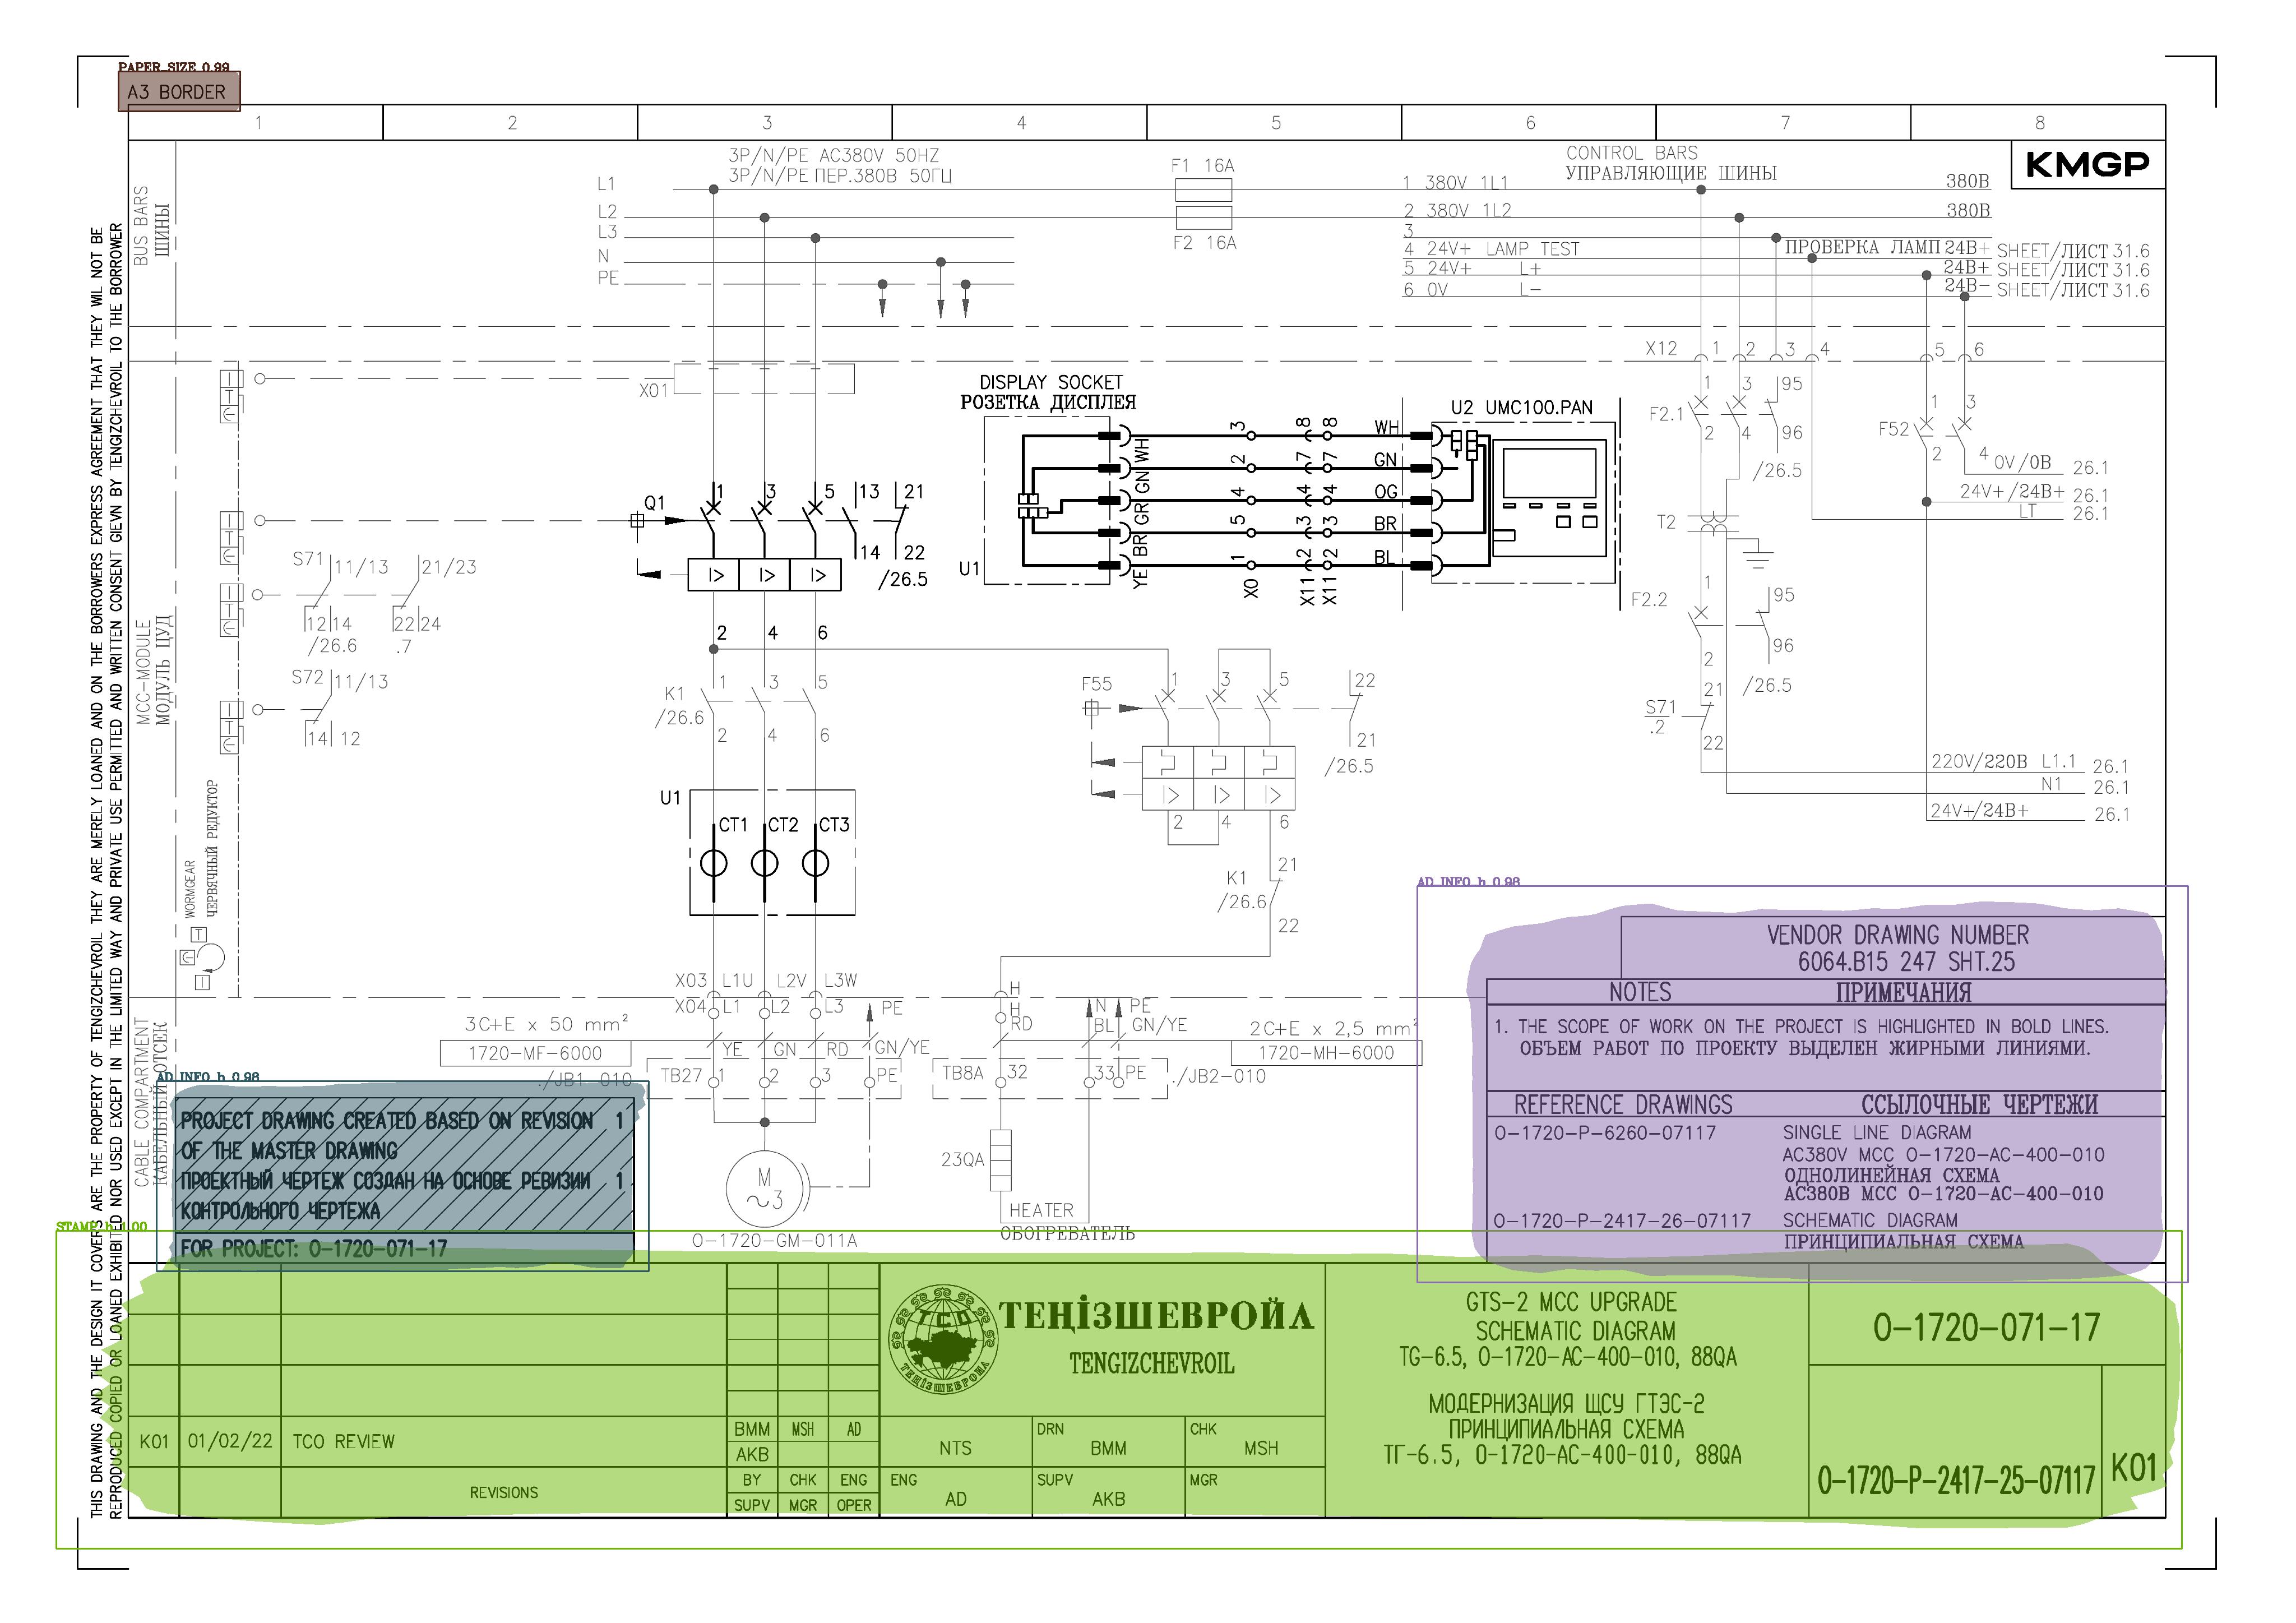 PAPER_SIZE 0.99
A3 BORDER
1 2 3 4 5 6 7 8
KMGP
BUS BARS
ШИНЫ
3P/N/PE AC380V 50HZ
3P/N/PE ПЕР.380В 50ГЦ
L1
L2
L3
N
PE
F1 16A
F2 16A
CONTROL BARS
УПРАВЛЯЮЩИЕ ШИНЫ
1 380V 1L1 380В
2 380V 1L2 380В
3
4 24V+ LAMP TEST ПРОВЕРКА ЛАМП 24В+ SHEET/ЛИСТ 31.6
5 24V+ L+ 24В+ SHEET/ЛИСТ 31.6
6 0V L- 24В- SHEET/ЛИСТ 31.6
X12 1 2 3 4 5 6
MCC-MODULE
МОДУЛЬ ЦУД
X01
DISPLAY SOCKET
РОЗЕТКА ДИСПЛЕЯ
U1
WH
GN
GR
BR
YE
3 8 8 WH
2 7 7 GN
4 4 4 OG
5 3 3 BR
1 2 2 BL
X0 X11 X11
U2 UMC100.PAN
F2.1
1 3 95
2 4 96
/26.5
F52
1 3
2 4
0V/0В 26.1
24V+/24В+ 26.1
LT 26.1
T2
Q1
1 3 5 13 21
14 22
/26.5
I> I> I>
2 4 6
S71 11/13 21/23
12 14 22 24
/26.6 .7
S72 11/13
14 12
F2.2
1 95
2 96
/26.5
S71
.2
21
22
K1
/26.6
1 3 5
2 4 6
F55
1 3 5 22
21
/26.5
I> I> I>
2 4 6
220V/220В L1.1 26.1
N1 26.1
24V+/24В+ 26.1
WORMGEAR
ЧЕРВЯЧНЫЙ РЕДУКТОР
U1
CT1 CT2 CT3
K1
/26.6
21
22
CABLE COMPARTMENT
КАБЕЛЬНЫЙ ОТСЕК
X03 L1U L2V L3W
X04 L1 L2 L3 PE
3C+E x 50 mm²
1720-MF-6000
YE GN RD GN/YE
./JB1-010
TB27 1 2 3 PE
H
H
RD
N PE
BL GN/YE
2C+E x 2,5 mm²
1720-MH-6000
TB8A 32 33 PE
./JB2-010
M
~3
O-1720-GM-011A
23QA
HEATER
ОБОГРЕВАТЕЛЬ
AD_INFO_h 0.98
PROJECT DRAWING CREATED BASED ON REVISION 1
OF THE MASTER DRAWING
ПРОЕКТНЫЙ ЧЕРТЕЖ СОЗДАН НА ОСНОВЕ РЕВИЗИИ 1
КОНТРОЛЬНОГО ЧЕРТЕЖА
FOR PROJECT: O-1720-071-17
AD_INFO_h 0.98
VENDOR DRAWING NUMBER
6064.B15 247 SHT.25
NOTES ПРИМЕЧАНИЯ
1. THE SCOPE OF WORK ON THE PROJECT IS HIGHLIGHTED IN BOLD LINES.
ОБЪЕМ РАБОТ ПО ПРОЕКТУ ВЫДЕЛЕН ЖИРНЫМИ ЛИНИЯМИ.
REFERENCE DRAWINGS ССЫЛОЧНЫЕ ЧЕРТЕЖИ
O-1720-P-6260-07117 SINGLE LINE DIAGRAM
AC380V MCC O-1720-AC-400-010
ОДНОЛИНЕЙНАЯ СХЕМА
AC380В MCC O-1720-AC-400-010
O-1720-P-2417-26-07117 SCHEMATIC DIAGRAM
ПРИНЦИПИАЛЬНАЯ СХЕМА
THIS DRAWING AND THE DESIGN IT COVERS ARE THE PROPERTY OF TENGIZCHEVROIL THEY ARE MERELY LOANED AND ON THE BORROWERS EXPRESS AGREEMENT THAT THEY WIL NOT BE
REPRODUCED COPIED OR LOANED EXHIBITED NOR USED EXCEPT IN THE LIMITED WAY AND PRIVATE USE PERMITTED AND WRITTEN CONSENT GIEVN BY TENGIZCHEVROIL TO THE BORROWER
STAMP_h 1.00
K01 01/02/22 TCO REVIEW
REVISIONS
BMM MSH AD
AKB
BY CHK ENG
SUPV MGR OPER
TCO
ТЕҢІЗШЕВРОЙЛ
ТЕҢІЗШЕВРОЙЛ
TENGIZCHEVROIL
NTS
DRN BMM
CHK MSH
ENG AD
SUPV AKB
MGR
GTS-2 MCC UPGRADE
SCHEMATIC DIAGRAM
TG-6.5, O-1720-AC-400-010, 88QA
МОДЕРНИЗАЦИЯ ЩСУ ГТЭС-2
ПРИНЦИПИАЛЬНАЯ СХЕМА
ТГ-6.5, O-1720-AC-400-010, 88QA
O-1720-071-17
O-1720-P-2417-25-07117
K01